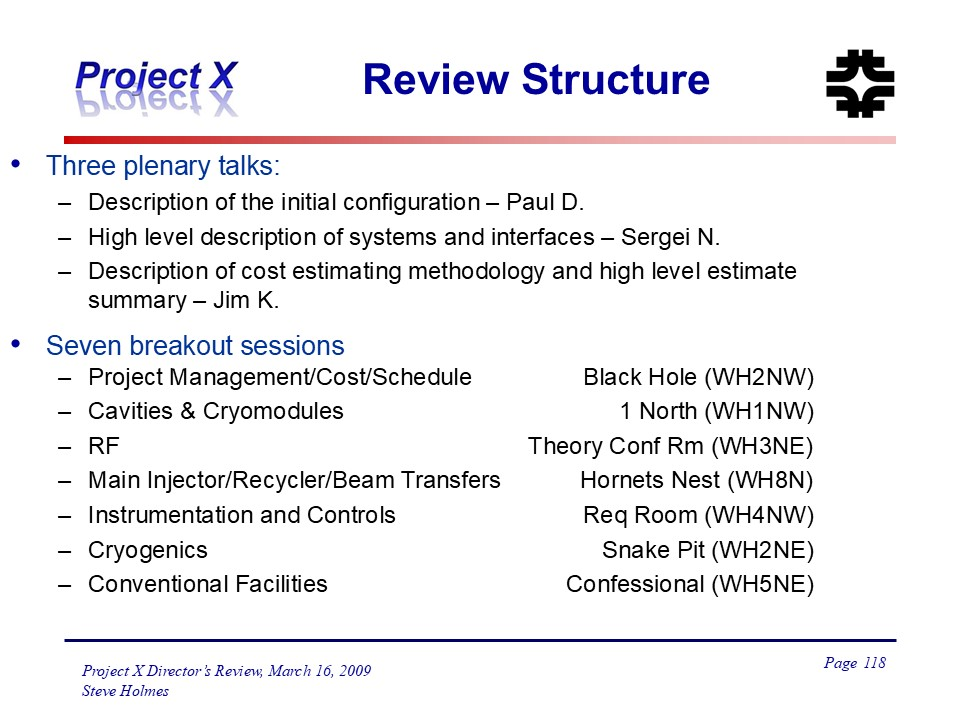 Project X
Review Structure
• Three plenary talks:
– Description of the initial configuration – Paul D.
– High level description of systems and interfaces – Sergei N.
– Description of cost estimating methodology and high level estimate
summary – Jim K.
• Seven breakout sessions
– Project Management/Cost/Schedule Black Hole (WH2NW)
– Cavities & Cryomodules 1 North (WH1NW)
– RF Theory Conf Rm (WH3NE)
– Main Injector/Recycler/Beam Transfers Hornets Nest (WH8N)
– Instrumentation and Controls Req Room (WH4NW)
– Cryogenics Snake Pit (WH2NE)
– Conventional Facilities Confessional (WH5NE)
Project X Director’s Review, March 16, 2009
Steve Holmes
Page 118